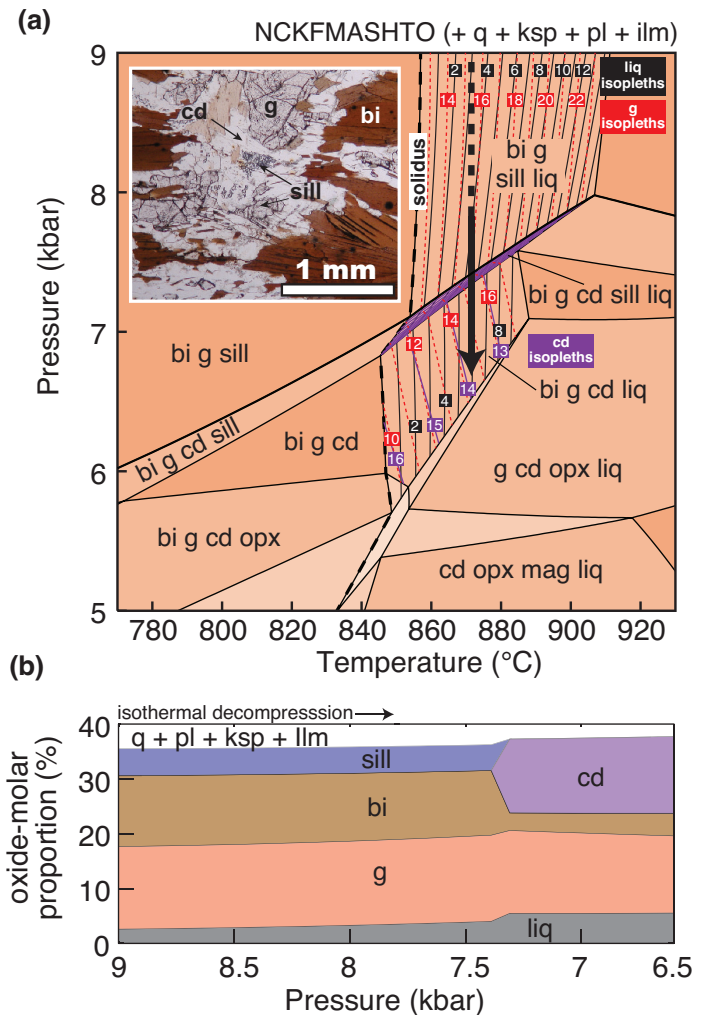 (a)
NCKFMASHTO (+ q + ksp + pl + ilm)
9
8
7
6
5
Pressure (kbar)
2 4 6 8 10 12
liq
isopleths
14 16 18 20 22
g
isopleths
cd
g
bi
sill
1 mm
solidus
bi g
sill liq
bi g cd sill liq
16
14
8
cd
isopleths
12
13
bi g cd liq
14
4
2
15
10
16
bi g sill
bi g cd sill
bi g cd
g cd opx liq
bi g cd opx
cd opx mag liq
780 800 820 840 860 880 900 920
Temperature (°C)
(b)
isothermal decompresssion
40
30
20
10
0
oxide-molar
proportion (%)
q + pl + ksp + Ilm
sill
cd
bi
g
liq
9 8.5 8 7.5 7 6.5
Pressure (kbar)